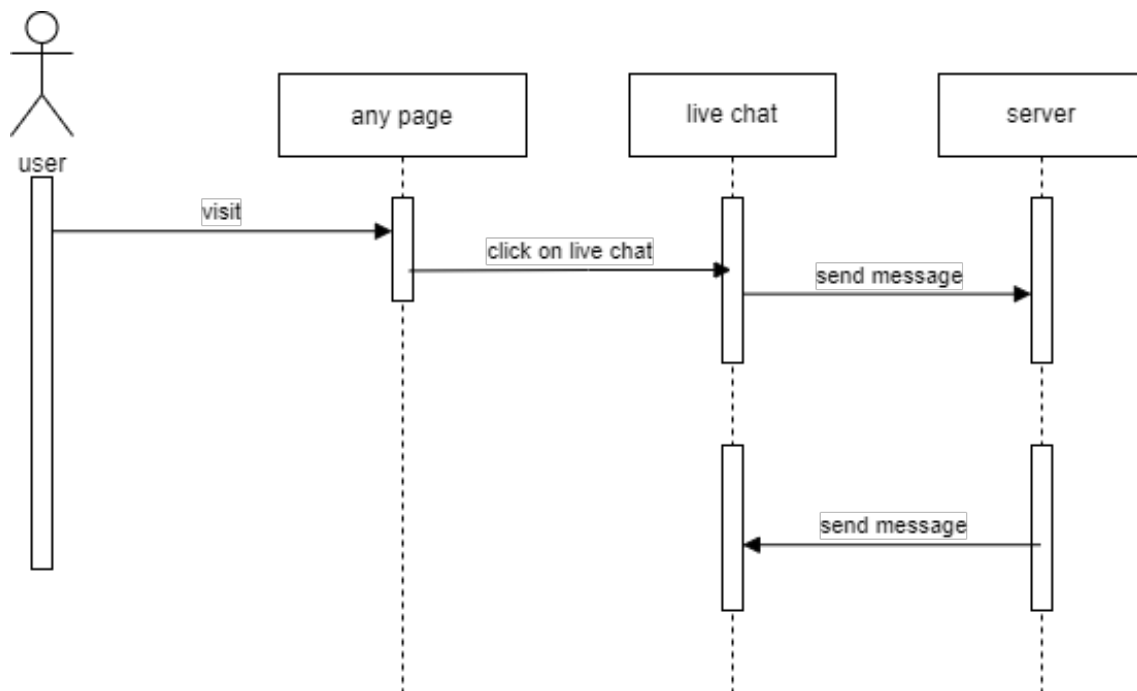 user
any page
live chat
server
visit
click on live chat
send message
send message